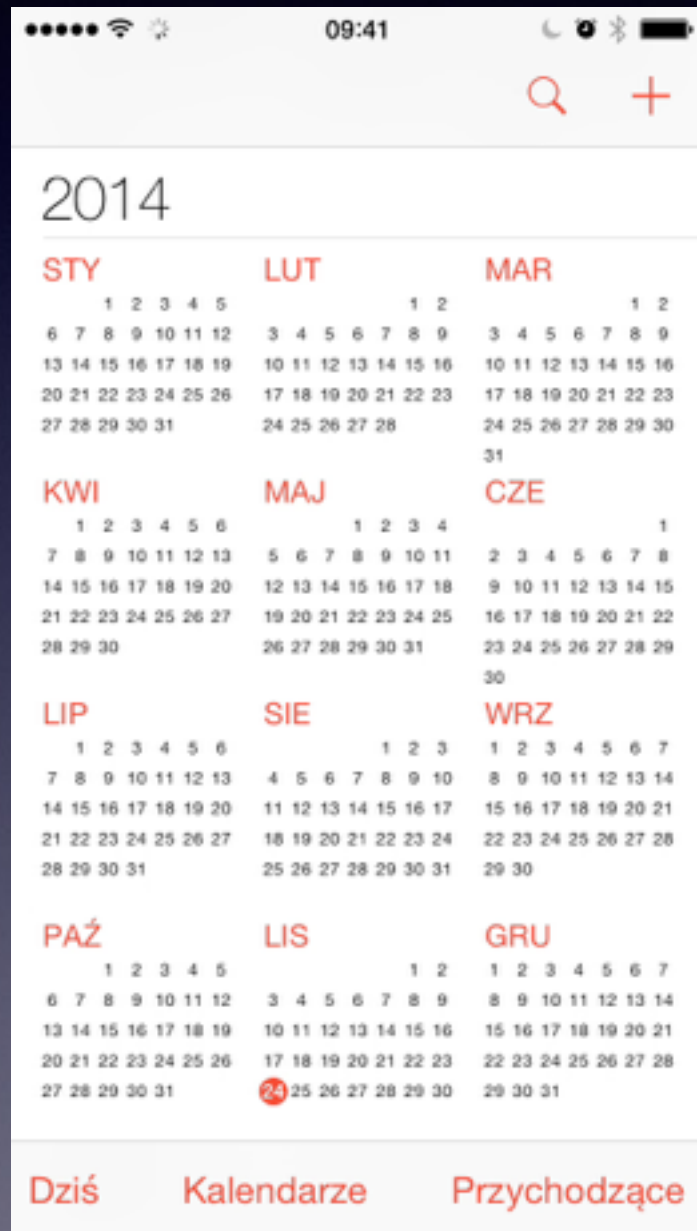 09:41
2014
STY LUT MAR
1 2 3 4 5 1 2 1 2
6 7 8 9 10 11 12 3 4 5 6 7 8 9 3 4 5 6 7 8 9
13 14 15 16 17 18 19 10 11 12 13 14 15 16 10 11 12 13 14 15 16
20 21 22 23 24 25 26 17 18 19 20 21 22 23 17 18 19 20 21 22 23
27 28 29 30 31 24 25 26 27 28 24 25 26 27 28 29 30
31
KWI MAJ CZE
1 2 3 4 5 6 1 2 3 4 1
7 8 9 10 11 12 13 5 6 7 8 9 10 11 2 3 4 5 6 7 8
14 15 16 17 18 19 20 12 13 14 15 16 17 18 9 10 11 12 13 14 15
21 22 23 24 25 26 27 19 20 21 22 23 24 25 16 17 18 19 20 21 22
28 29 30 26 27 28 29 30 31 23 24 25 26 27 28 29
30
LIP SIE WRZ
1 2 3 4 5 6 1 2 3 1 2 3 4 5 6 7
7 8 9 10 11 12 13 4 5 6 7 8 9 10 8 9 10 11 12 13 14
14 15 16 17 18 19 20 11 12 13 14 15 16 17 15 16 17 18 19 20 21
21 22 23 24 25 26 27 18 19 20 21 22 23 24 22 23 24 25 26 27 28
28 29 30 31 25 26 27 28 29 30 31 29 30
PAŹ LIS GRU
1 2 3 4 5 1 2 1 2 3 4 5 6 7
6 7 8 9 10 11 12 3 4 5 6 7 8 9 8 9 10 11 12 13 14
13 14 15 16 17 18 19 10 11 12 13 14 15 16 15 16 17 18 19 20 21
20 21 22 23 24 25 26 17 18 19 20 21 22 23 22 23 24 25 26 27 28
27 28 29 30 31 24 25 26 27 28 29 30 29 30 31
Dziś Kalendarze Przychodzące